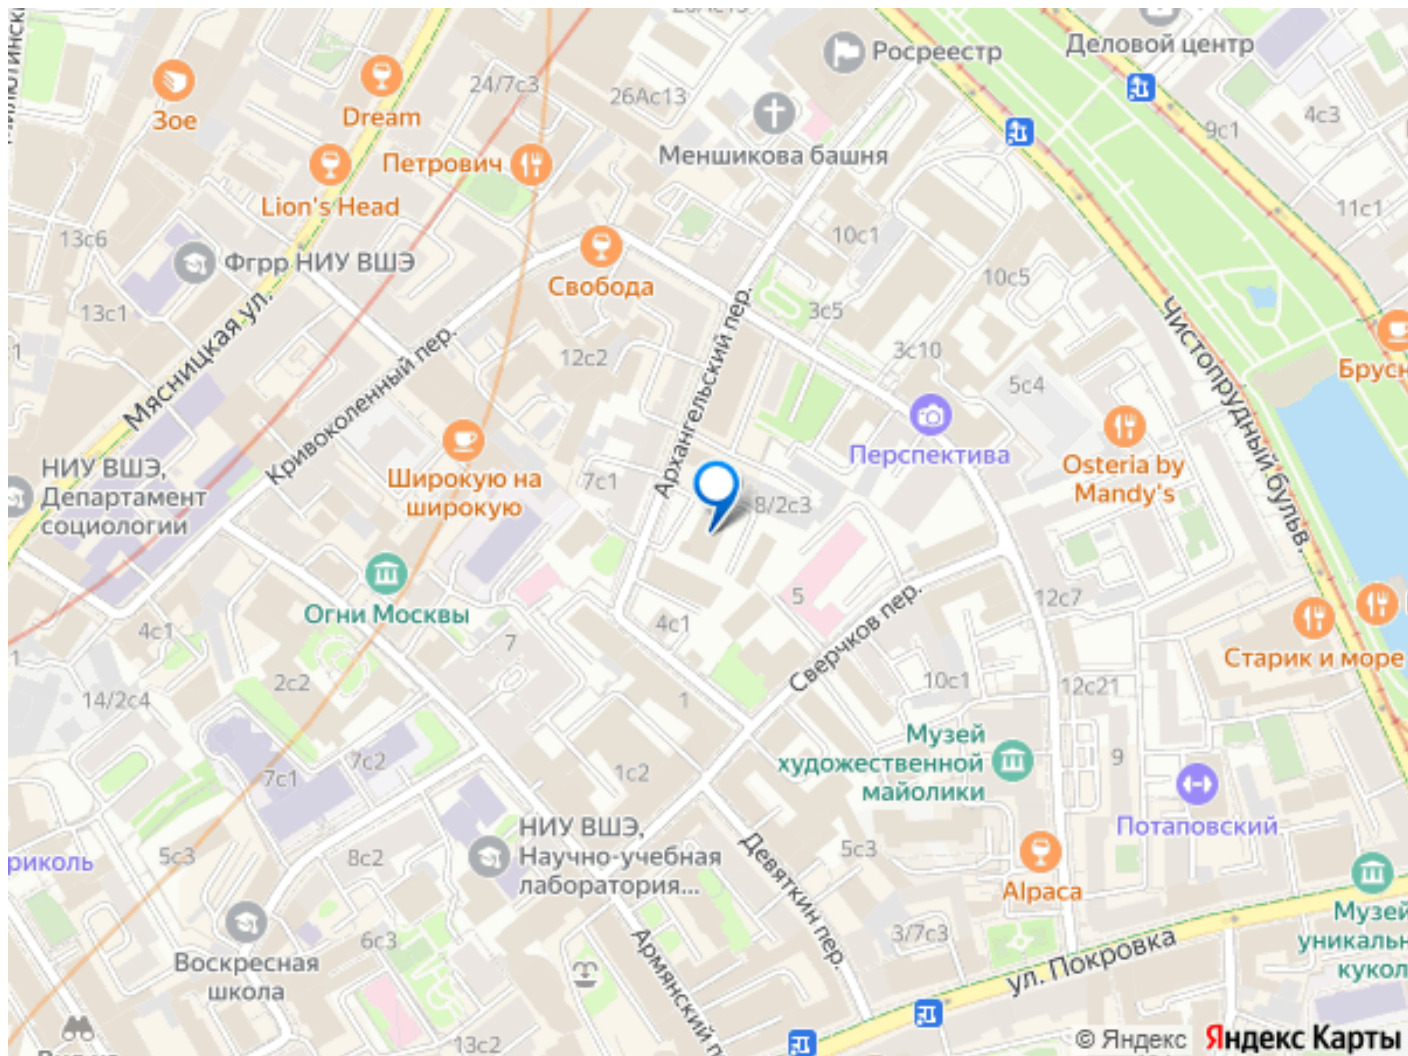 Росреестр
Деловой центр
24/7с3
26Ас13
4с3
9с1
Зое
Dream
Петрович
Меншикова башня
Lion's Head
11с1
13с6
Фгрр НИУ ВШЭ
10с1
Свобода
10с5
13с1
3с5
Мясницкая ул.
Кривоколенный пер.
Архангельский пер.
Чистопрудный бульв.
12с2
3с10
5с4
Брусн
Перспектива
Osteria by
Mandy's
НИУ ВШЭ,
Департамент
социологии
Широкую на
широкую
7с1
8/2с3
Огни Москвы
5
12с7
4с1
7
4с1
Сверчков пер.
Старик и море
2с2
14/2с4
1
10с1
12с21
7с2
7с1
1с2
Музей
художественной
майолики
9
Потаповский
НИУ ВШЭ,
Научно-учебная
лаборатория...
риколь
5с3
8с2
5с3
Девяткин пер.
Alpaca
Музей
уникальн
кукол
Воскресная
школа
6с3
3/7с3
Армянский п
ул. Покровка
13с2
© Яндекс Яндекс Карты